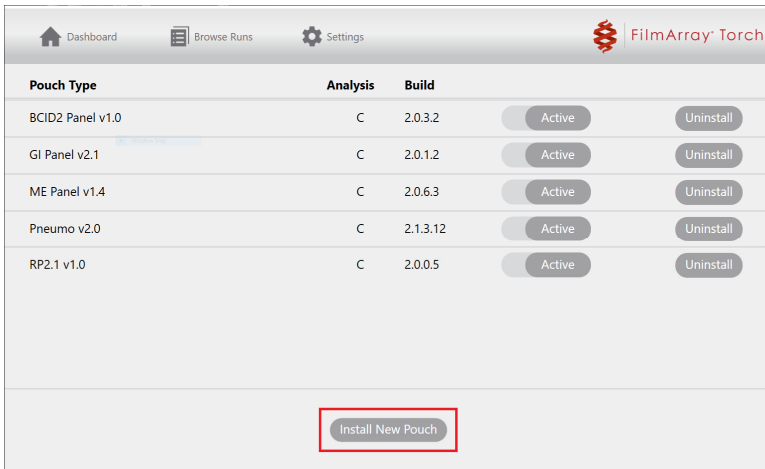 Dashboard Browse Runs Settings FilmArray® Torch
Pouch Type Analysis Build
BCID2 Panel v1.0 C 2.0.3.2 Active Uninstall
GI Panel v2.1 C 2.0.1.2 Active Uninstall
ME Panel v1.4 C 2.0.6.3 Active Uninstall
Pneumo v2.0 C 2.1.3.12 Active Uninstall
RP2.1 v1.0 C 2.0.0.5 Active Uninstall
Install New Pouch